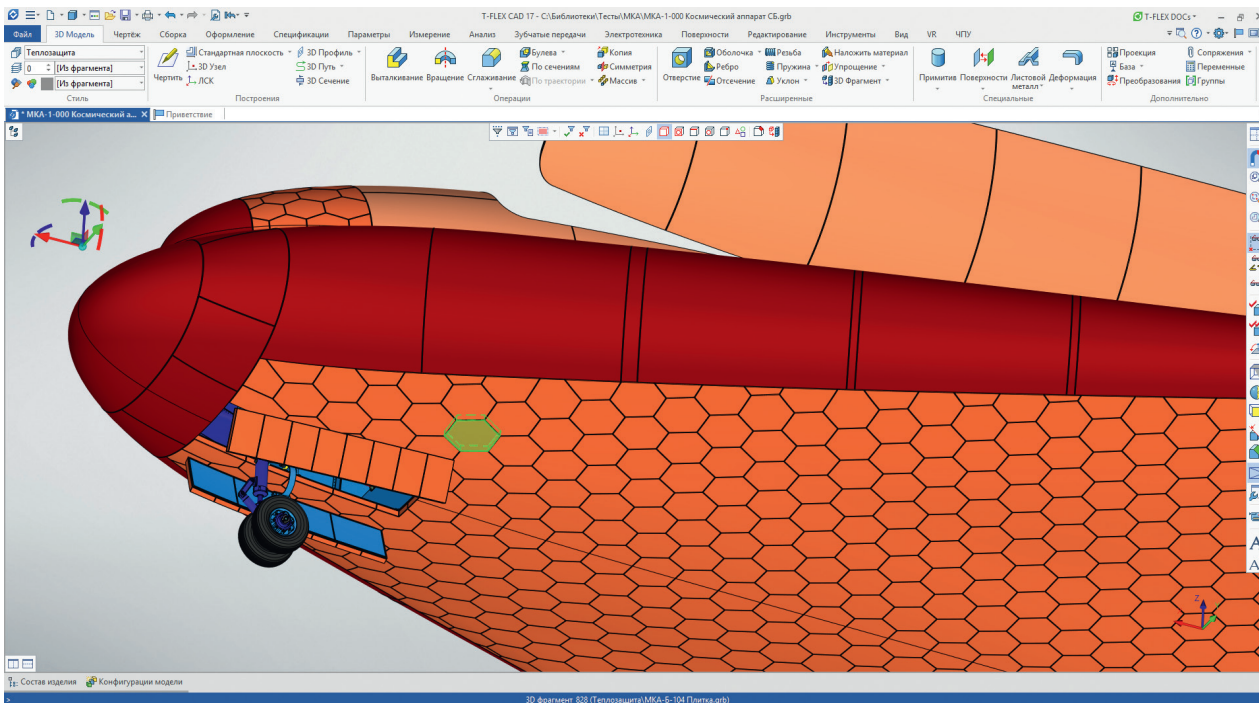 T-FLEX CAD 17 - C:\Библиотеки\Тесты\МКА\МКА-1-000 Космический аппарат СБ.grb
T-FLEX DOCs
Файл 3D Модель Чертёж Сборка Оформление Спецификации Параметры Измерение Анализ Зубчатые передачи Электротехника Поверхности Редактирование Инструменты Вид VR ЧПУ
Теплозащита Стандартная плоскость 3D Профиль Булева Копия Оболочка Резьба Наложить материал Проекция Сопряжения
0 [Из фрагмента] 3D Узел 3D Путь По сечениям Симметрия Ребро Пружина Упрощение База Переменные
[Из фрагмента] Чертить ЛСК 3D Сечение Выталкивание Вращение Сглаживание По траектории Массив Отверстие Отсечение Уклон 3D Фрагмент Примитив Поверхности Листовой металл Деформация Преобразования Группы
Стиль Построения Операции Расширенные Специальные Дополнительно
* МКА-1-000 Космический а... X Приветствие
Z
Состав изделия Конфигурации модели
> 3D фрагмент 828 (Теплозащита\МКА-Б-104 Плитка.grb)